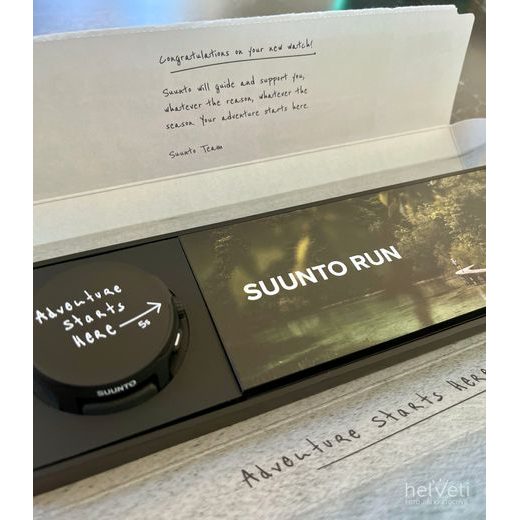 Congratulations on your new watch!
Suunto will guide and support you,
whatever the reason, whatever the
season. Your adventure starts here.
Suunto Team
SUUNTO RUN
Adventure
starts
Here
5s
SUUNTO
Adventure starts Here
helveti